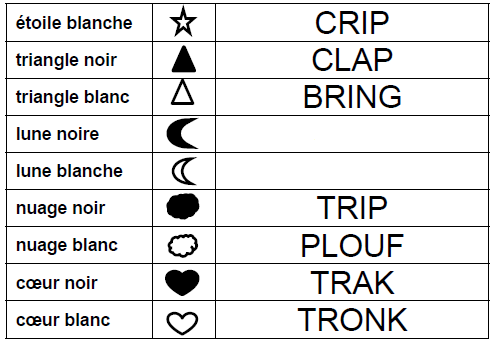 étoile blanche CRIP
triangle noir CLAP
triangle blanc BRING
lune noire
lune blanche
nuage noir TRIP
nuage blanc PLOUF
cœur noir TRAK
cœur blanc TRONK